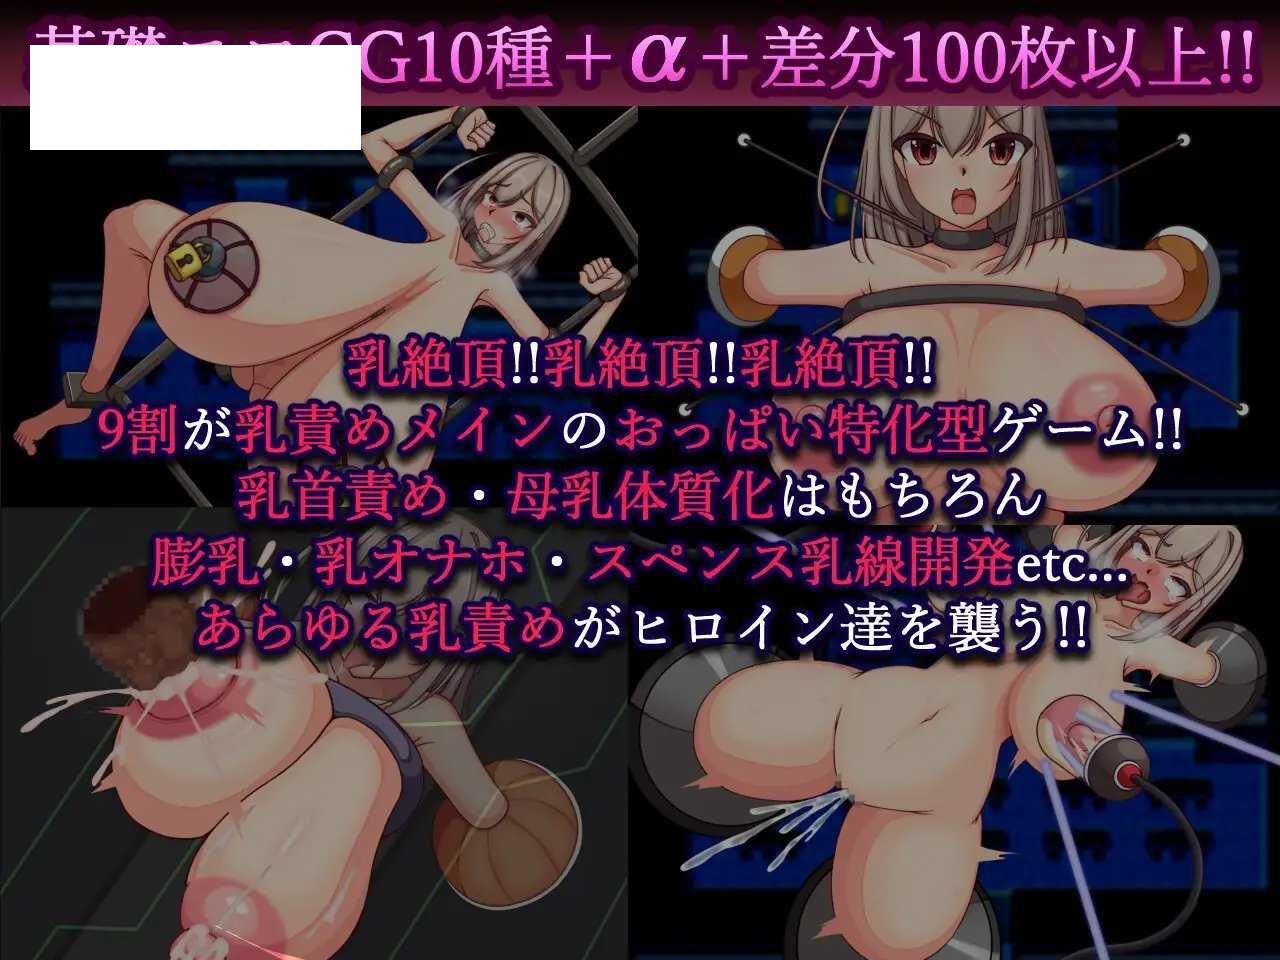 CG10種＋α＋差分100枚以上!!
乳絶頂!!乳絶頂!!乳絶頂!!
9割が乳責めメインのおっぱい特化型ゲーム!!
乳首責め・母乳体質化はもちろん
膨乳・乳オナホ・スペンス乳線開発etc...
あらゆる乳責めがヒロイン達を襲う!!